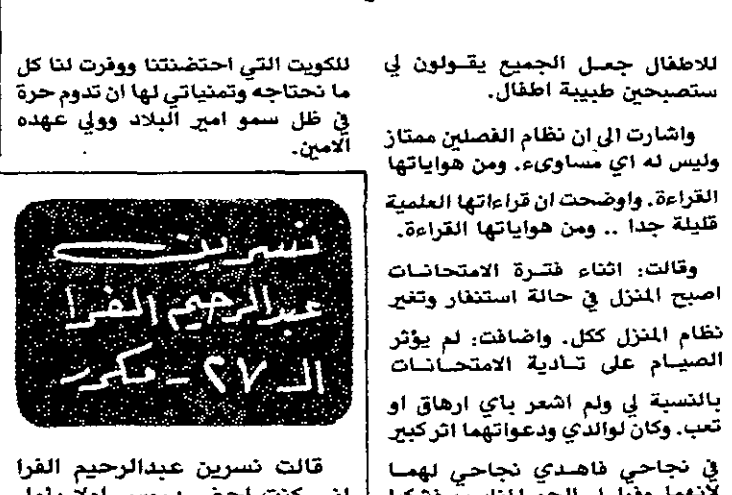 للاطفال جعل الجميع يقولون لي
ستصبحين طبيبة اطفال.
واشارت الى ان نظام الفصلين ممتاز
وليس له اي مساوىء. ومن هواياتها
القراءة. واوضحت ان قراءاتها العلمية
قليلة جدا .. ومن هواياتها القراءة.
وقالت: اثناء فترة الامتحانات
اصبح المنزل في حالة استنفار وتغير
نظام المنزل ككل. واضافت: لم يؤثر
الصيام على تأدية الامتحانات
بالنسبة لي ولم اشعر باي ارهاق او
تعب. وكان لوالدي ودعواتهما اثر كبير
في نجاحي فاهدي نجاحي لهما
للكويت التي احتضنتنا ووفرت لنا كل
ما نحتاجه وتمنياتي لها ان تدوم حرة
في ظل سمو امير البلاد وولي عهده
الامين.
نسرين
عبدالرحيم الفرا
الـ ٢٧ - مكرر
قالت نسرين عبدالرحيم الفرا